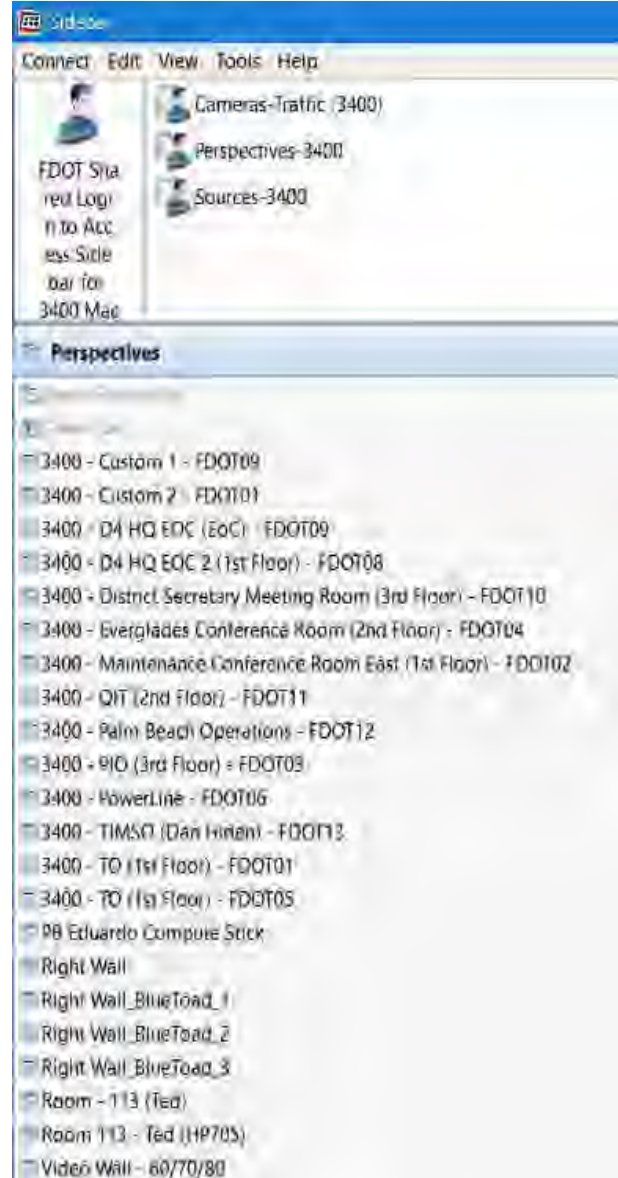 Sidebar
Connect Edit View Tools Help
FDOT Sha
red Logi
n to Acc
ess Side
bar for
3400 Mac
Cameras-Traffic (3400)
Perspectives-3400
Sources-3400
Perspectives
3400 - Custom 1 - FDOT09
3400 - Custom 2 - FDOT01
3400 - D4 HQ EOC (EoC) - FDOT09
3400 - D4 HQ EOC 2 (1st Floor) - FDOT08
3400 - District Secretary Meeting Room (3rd Floor) - FDOT10
3400 - Everglades Conference Room (2nd Floor) - FDOT04
3400 - Maintenance Conference Room East (1st Floor) - FDOT02
3400 - OIT (2nd Floor) - FDOT11
3400 - Palm Beach Operations - FDOT12
3400 - PIO (3rd Floor) - FDOT03
3400 - PowerLine - FDOT06
3400 - TIMSO (Dan - FDOT13
3400 - TO (1st Floor) - FDOT01
3400 - TO (1st Floor) - FDOT05
PB Eduardo Compute Stick
Right Wall
Right Wall_BlueToad_1
Right Wall_BlueToad_2
Right Wall_BlueToad_3
Room - 113 (Ted)
Room 113 - Ted (HP705)
Video Wall - 60/70/80